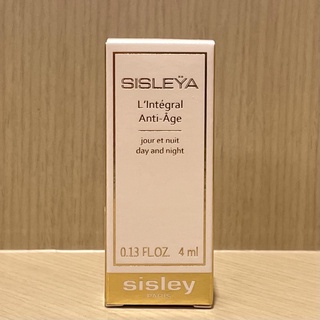 SISLEŸA
L'Intégral
Anti-Âge
jour et nuit
day and night
0.13 FL.OZ. 4 ml
sisley